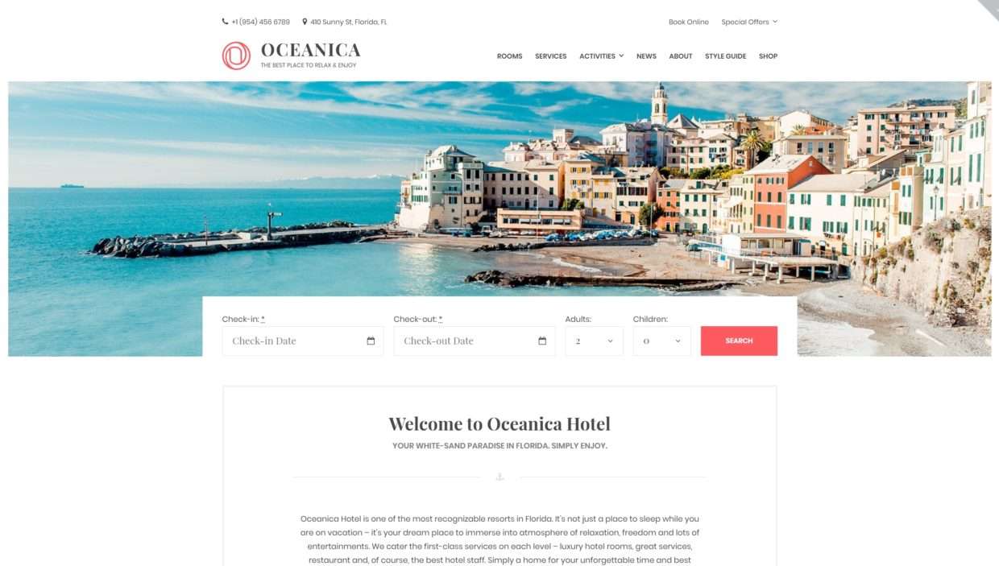 +1 (954) 456 6789 410 Sunny St, Florida, FL Book Online Special Offers
OCEANICA
THE BEST PLACE TO RELAX & ENJOY
ROOMS SERVICES ACTIVITIES NEWS ABOUT STYLE GUIDE SHOP
Check-in: * Check-out: * Adults: Children:
Check-in Date Check-out Date 2 0 SEARCH
Welcome to Oceanica Hotel
YOUR WHITE-SAND PARADISE IN FLORIDA. SIMPLY ENJOY.
Oceanica Hotel is one of the most recognizable resorts in Florida. It's not just a place to sleep while you
are on vacation – it's your dream place to immerse into atmosphere of relaxation, freedom and lots of
entertainments. We cater the first-class services on each level – luxury hotel rooms, great services,
restaurant and, of course, the best hotel staff. Simply a home for your unforgettable time and best